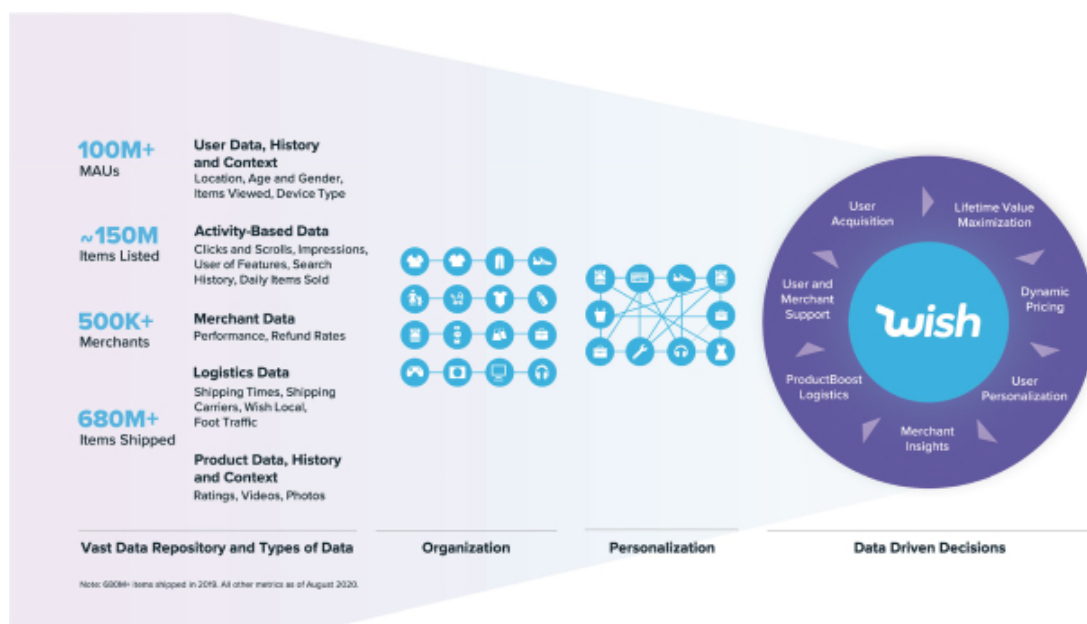 100M+
MAUs
User Data, History
and Context
Location, Age and Gender,
Items Viewed, Device Type
~150M
Items Listed
Activity-Based Data
Clicks and Scrolls, Impressions,
User of Features, Search
History, Daily Items Sold
500K+
Merchants
Merchant Data
Performance, Refund Rates
680M+
Items Shipped
Logistics Data
Shipping Times, Shipping
Carriers, Wish Local,
Foot Traffic
Product Data, History
and Context
Ratings, Videos, Photos
User
Acquisition
Lifetime Value
Maximization
User and
Merchant
Support
wish
Dynamic
Pricing
ProductBoost
Logistics
User
Personalization
Merchant
Insights
Vast Data Repository and Types of Data
Organization
Personalization
Data Driven Decisions
Note: 680M+ items shipped in 2019. All other metrics as of August 2020.